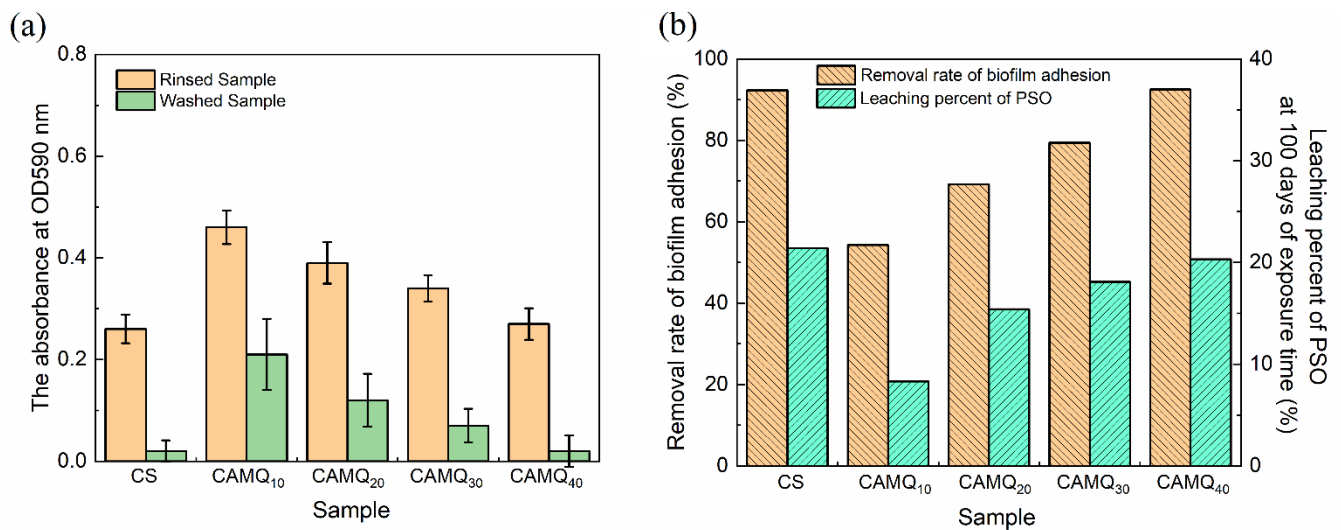 (a)
0.8
0.6
0.4
0.2
0.0
The absorbance at OD590 nm
Rinsed Sample
Washed Sample
CS
CAMQ₁₀
CAMQ₂₀
CAMQ₃₀
CAMQ₄₀
Sample
(b)
100
80
60
40
20
0
Removal rate of biofilm adhesion (%)
Removal rate of biofilm adhesion
Leaching percent of PSO
40
30
20
10
0
Leaching percent of PSO
at 100 days of exposure time (%)
CS
CAMQ₁₀
CAMQ₂₀
CAMQ₃₀
CAMQ₄₀
Sample